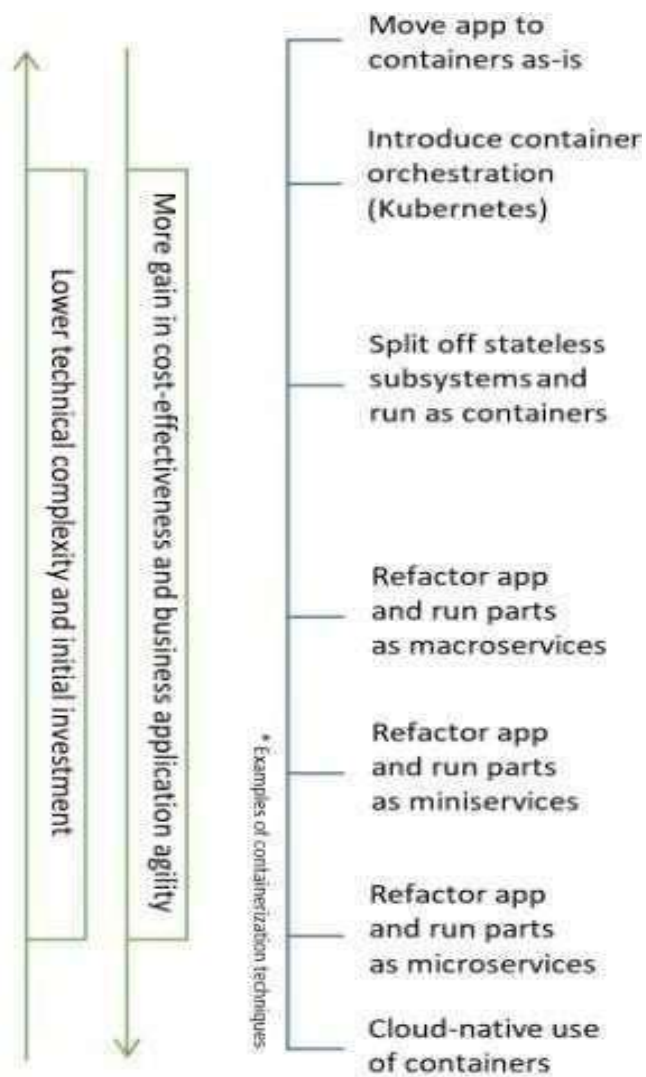 Move app to
containers as-is
Introduce container
orchestration
(Kubernetes)
Split off stateless
subsystems and
run as containers
Refactor app
and run parts
as macroservices
Refactor app
and run parts
as miniservices
Refactor app
and run parts
as microservices
Cloud-native use
of containers
Lower technical complexity and initial investment
More gain in cost-effectiveness and business application agility
* Examples of containerization techniques.